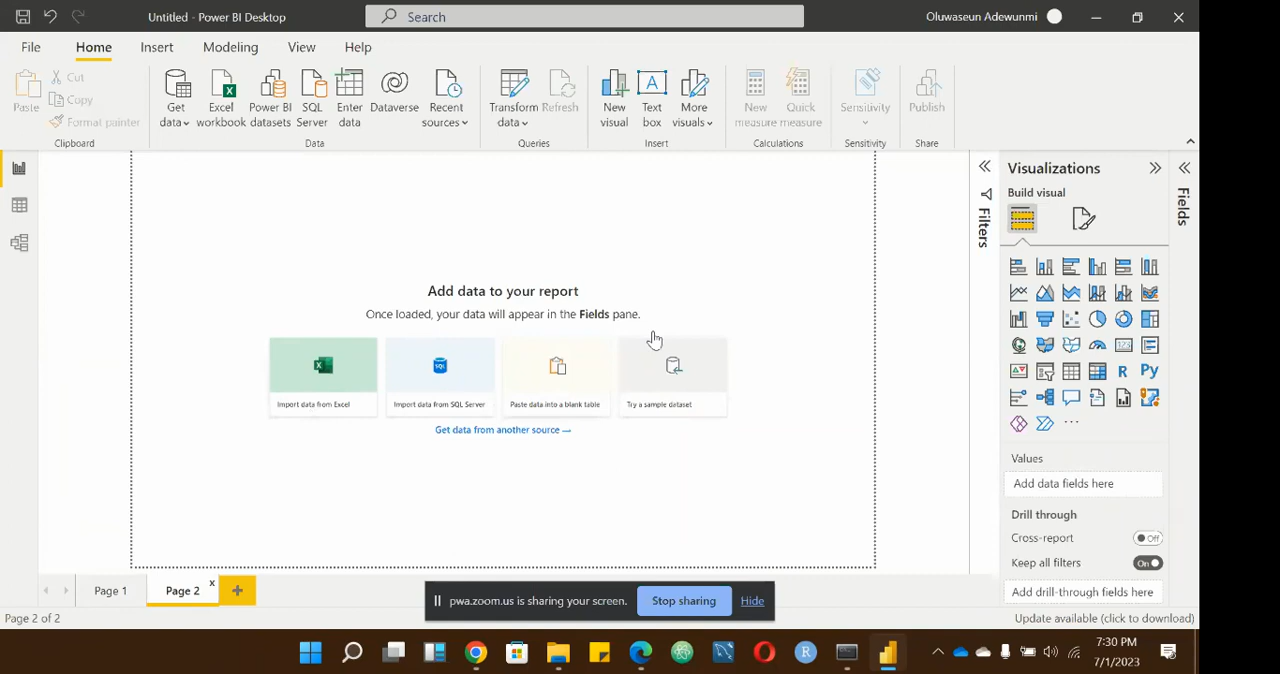 Untitled - Power BI Desktop
Search
Oluwaseun Adewunmi
File
Home
Insert
Modeling
View
Help
Paste
Cut
Copy
Format painter
Clipboard
Get data
Excel workbook
Power BI datasets
SQL Server
Enter data
Dataverse
Recent sources
Data
Transform data
Refresh
Queries
New visual
Text box
More visuals
Insert
New measure
Quick measure
Calculations
Sensitivity
Sensitivity
Publish
Share
Add data to your report
Once loaded, your data will appear in the Fields pane.
SQL
Import data from Excel
Import data from SQL Server
Paste data into a blank table
Try a sample dataset
Get data from another source →
Filters
Visualizations
Build visual
123
R
Py
Values
Add data fields here
Drill through
Cross-report
Off
Keep all filters
On
Add drill-through fields here
Fields
Page 1
Page 2
x
+
pwa.zoom.us is sharing your screen.
Stop sharing
Hide
Page 2 of 2
Update available (click to download)
R
7:30 PM
7/1/2023